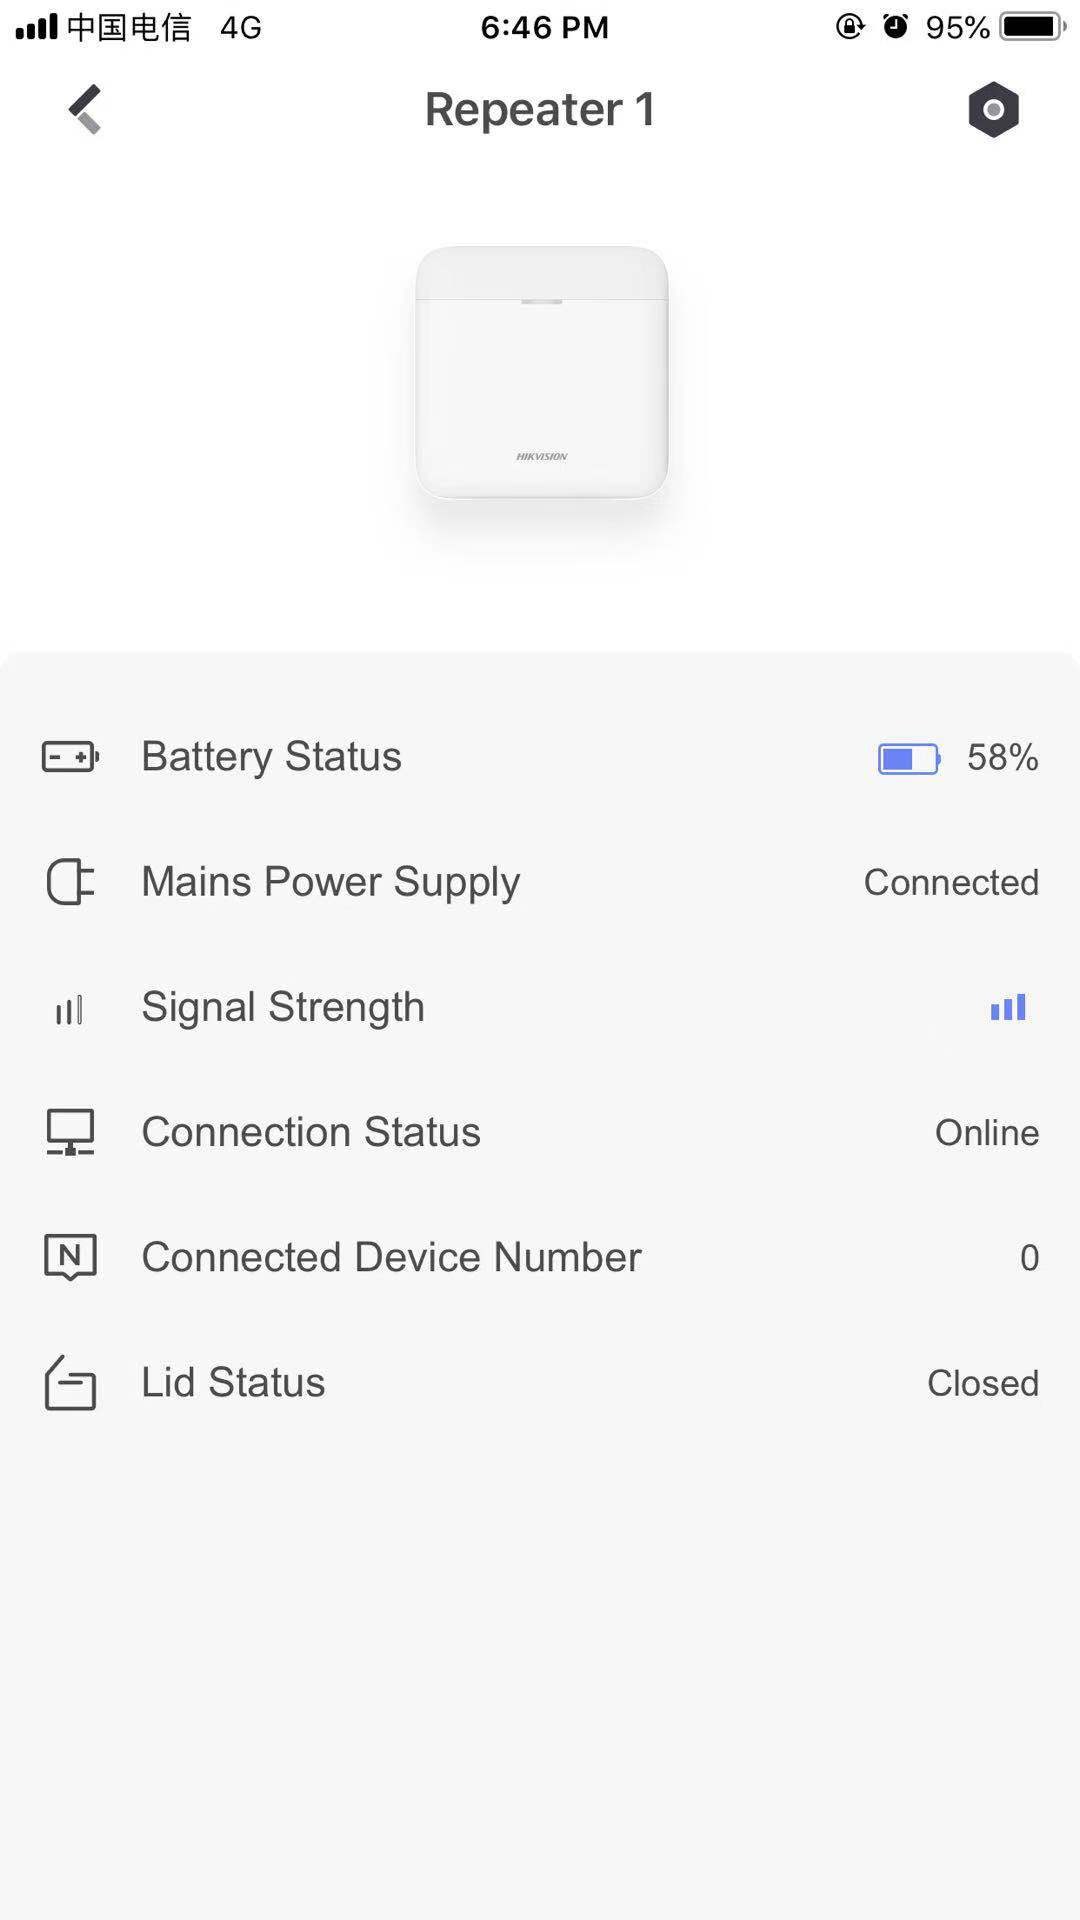 中国电信 4G 6:46 PM 95%
Repeater 1
HIKVISION
Battery Status 58%
Mains Power Supply Connected
Signal Strength
Connection Status Online
N Connected Device Number 0
Lid Status Closed